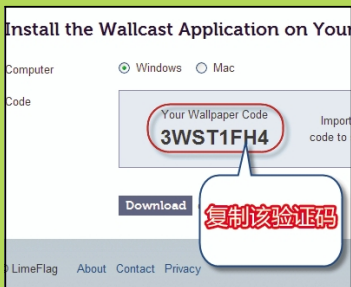 Install the Wallcast Application on Your
Computer
Windows
Mac
Code
Your Wallpaper Code
3WST1FH4
Import
code to
Download
复制该验证码
LimeFlag
About
Contact
Privacy